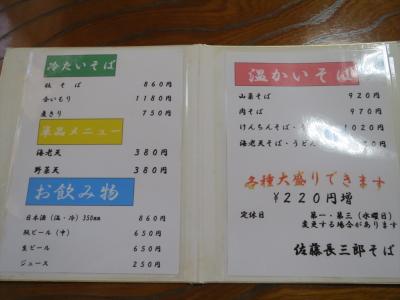 冷たいそば
板そば 860円
合いもり 1180円
麦きり 750円
単品メニュー
海老天 380円
野菜天 380円
お飲み物
日本酒(温・冷)350mm 860円
瓶ビール(中) 650円
生ビール 650円
ジュース 250円
温かいそば
山菜そば 920円
肉そば 970円
けんちんそば・ 1020円
海老天そば・うどん 円
各種大盛りできます
¥220円増
定休日 第一・第三(水曜日)
変更する場合があります
佐藤長三郎そば